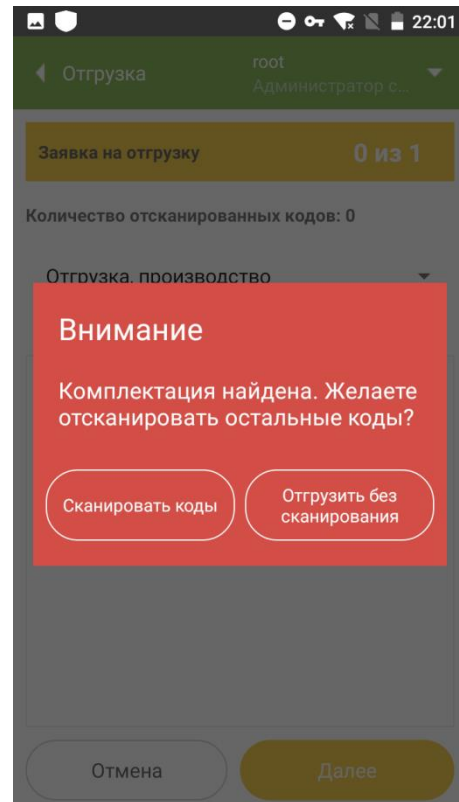 22:01
Отгрузка
root
Администратор с...
Заявка на отгрузку
0 из 1
Количество отсканированных кодов: 0
Отгрузка, производство
Внимание
Комплектация найдена. Желаете
отсканировать остальные коды?
Сканировать коды
Отгрузить без
сканирования
Отмена
Далее